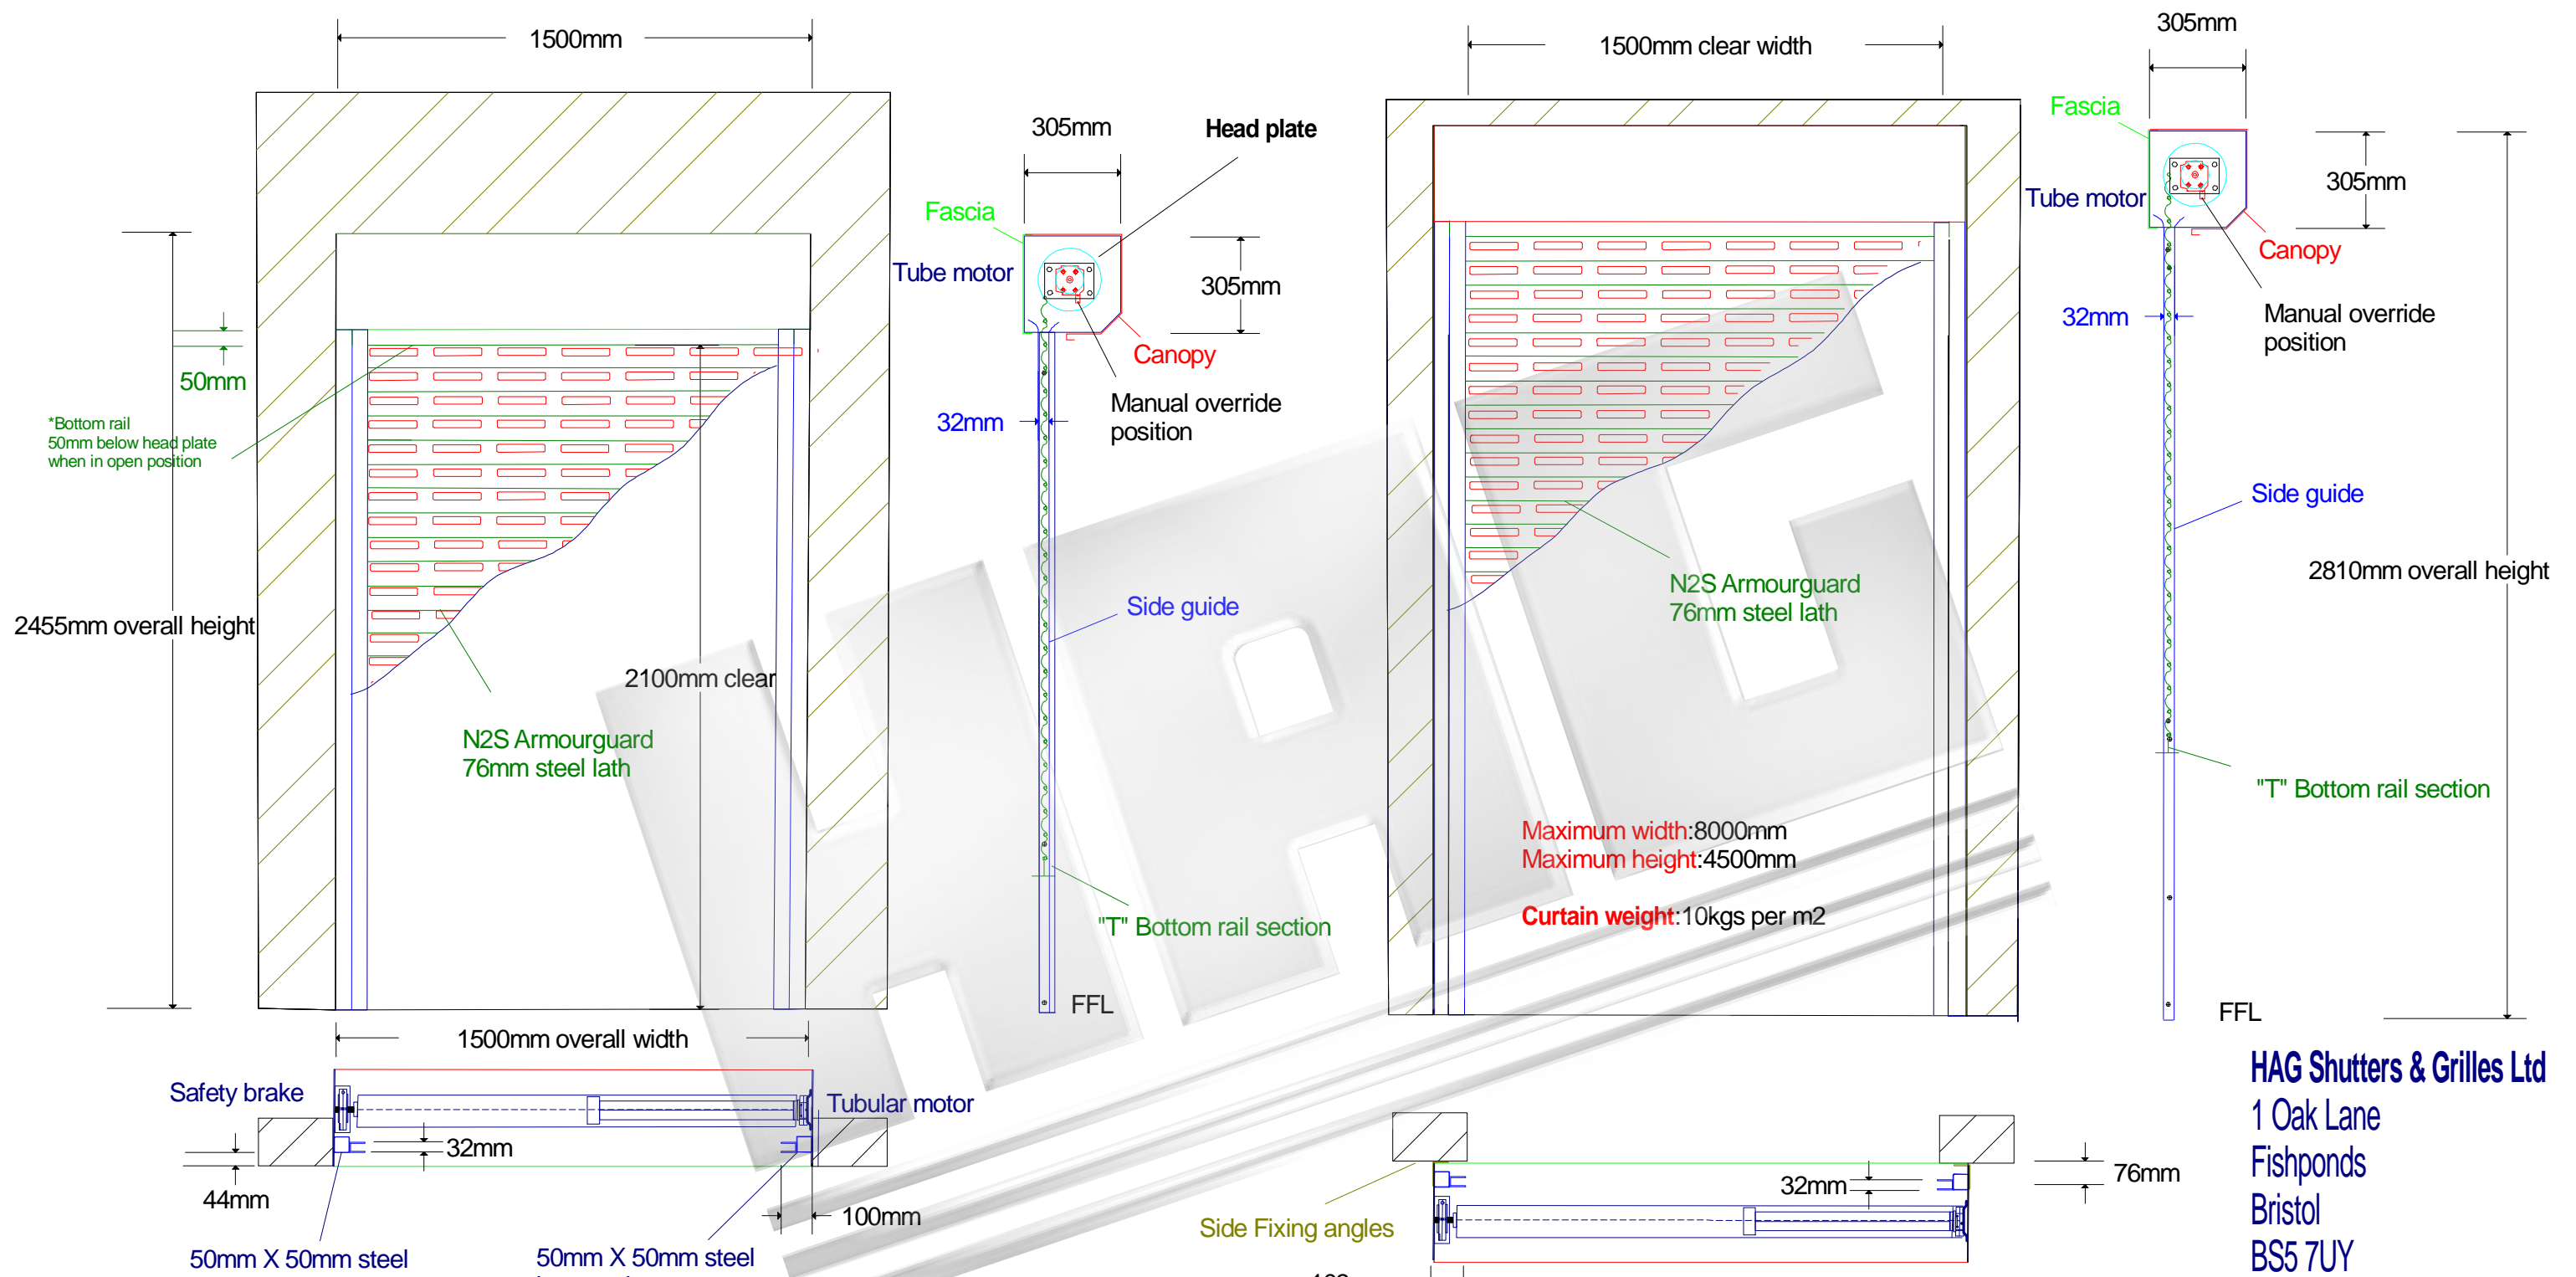 1500mm
1500mm clear width
305mm
Fascia
305mm
Head plate
Fascia
Tube motor
305mm
Tube motor
305mm
Canopy
50mm
*Bottom rail
50mm below head plate
when in open position
Canopy
Manual override
position
32mm
32mm
Manual override
position
Side guide
2810mm overall height
N2S Armourguard
76mm steel lath
Side guide
2455mm overall height
2100mm clear
N2S Armourguard
76mm steel lath
"T" Bottom rail section
Maximum width:8000mm
Maximum height:4500mm
Curtain weight:10kgs per m2
"T" Bottom rail section
FFL
FFL
1500mm overall width
Safety brake
Tubular motor
32mm
44mm
100mm
50mm X 50mm steel
50mm X 50mm steel
32mm
76mm
Side Fixing angles
HAG Shutters & Grilles Ltd
1 Oak Lane
Fishponds
Bristol
BS5 7UY
HAG